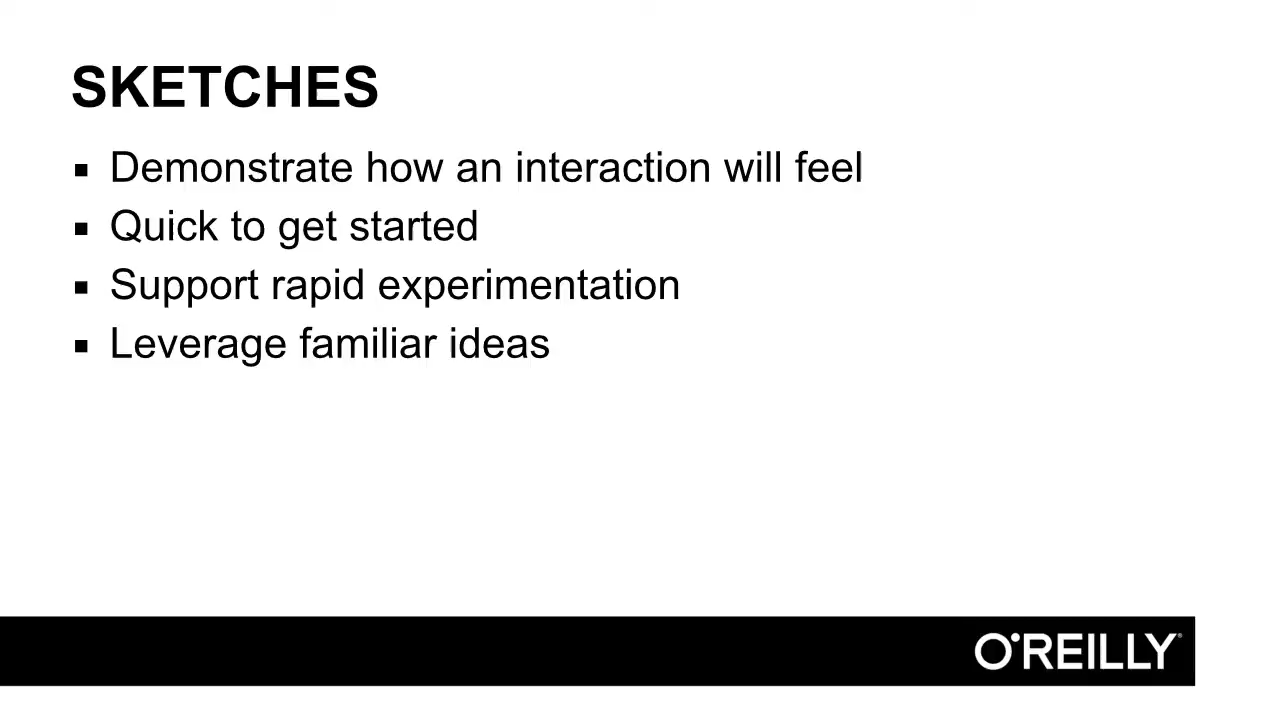 SKETCHES
▪ Demonstrate how an interaction will feel
▪ Quick to get started
▪ Support rapid experimentation
▪ Leverage familiar ideas
O'REILLY®